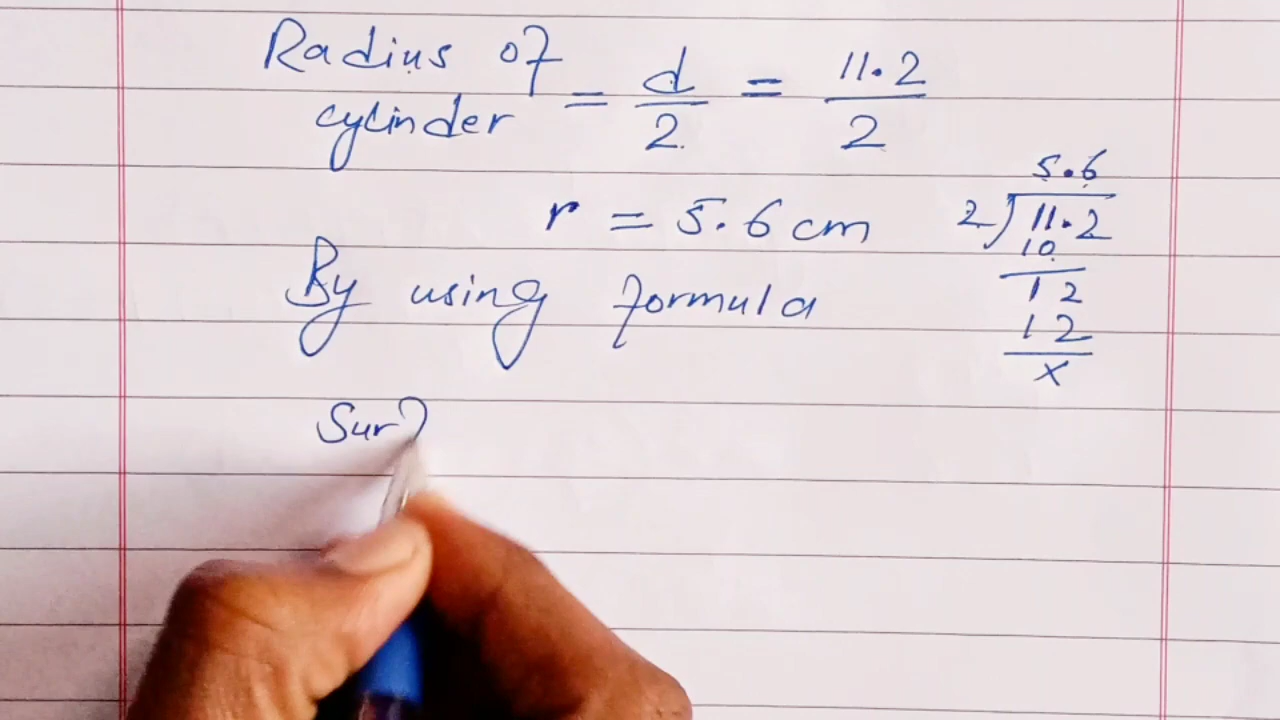 Radius of
cylinder = d/2 = 11.2/2
r = 5.6 cm
5.6
2)11.2
10
12
12
x
By using formula
Sur